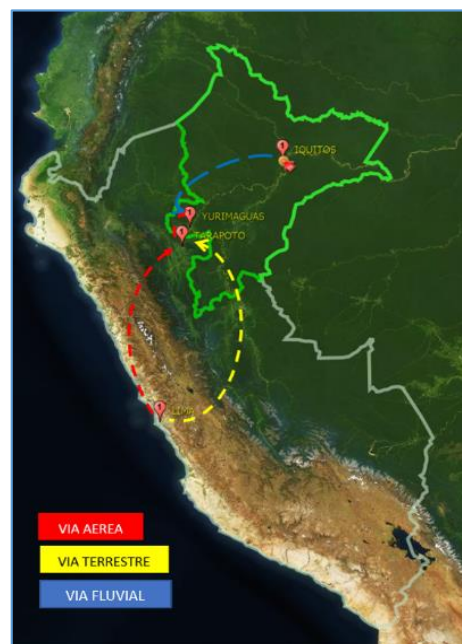 IQUITOS
YURIMAGUAS
TARAPOTO
LIMA
VIA AEREA
VIA TERRESTRE
VIA FLUVIAL